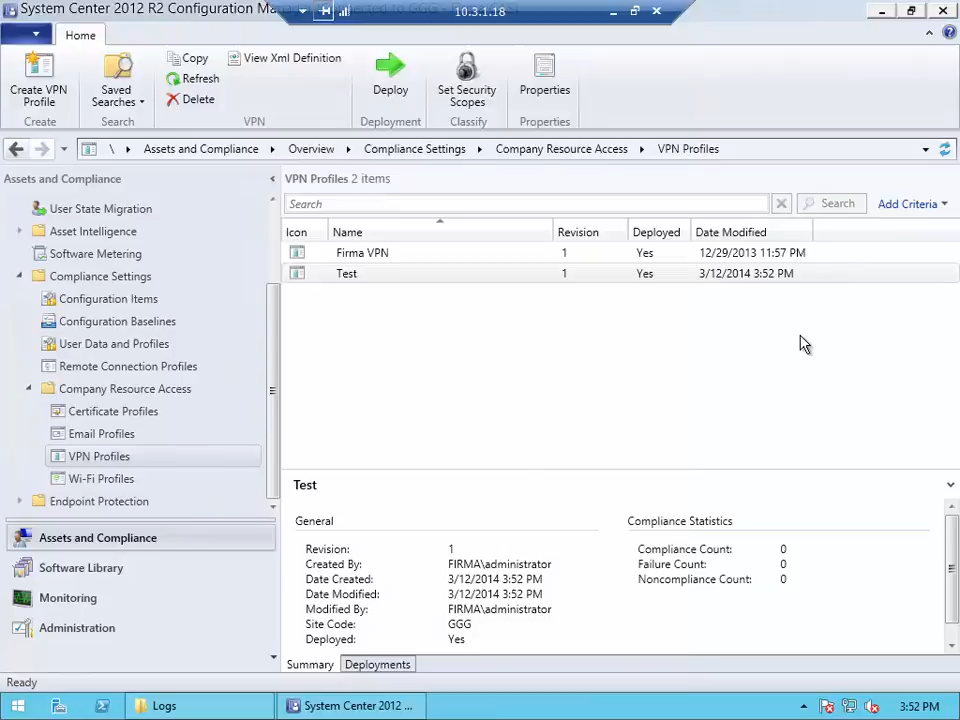 System Center 2012 R2 Configuration Ma
10.3.1.18
Home
Create VPN Profile
Saved Searches
Copy
Refresh
Delete
View Xml Definition
Deploy
Set Security Scopes
Properties
Create
Search
VPN
Deployment
Classify
Properties
\ Assets and Compliance Overview Compliance Settings Company Resource Access VPN Profiles
Assets and Compliance
User State Migration
Asset Intelligence
Software Metering
Compliance Settings
Configuration Items
Configuration Baselines
User Data and Profiles
Remote Connection Profiles
Company Resource Access
Certificate Profiles
Email Profiles
VPN Profiles
Wi-Fi Profiles
Endpoint Protection
Assets and Compliance
Software Library
Monitoring
Administration
VPN Profiles 2 items
Search
Search
Add Criteria
Icon Name Revision Deployed Date Modified
Firma VPN 1 Yes 12/29/2013 11:57 PM
Test 1 Yes 3/12/2014 3:52 PM
Test
General
Revision: 1
Created By: FIRMA\administrator
Date Created: 3/12/2014 3:52 PM
Date Modified: 3/12/2014 3:52 PM
Modified By: FIRMA\administrator
Site Code: GGG
Deployed: Yes
Compliance Statistics
Compliance Count: 0
Failure Count: 0
Noncompliance Count: 0
Summary Deployments
Ready
Logs
System Center 2012 ...
3:52 PM